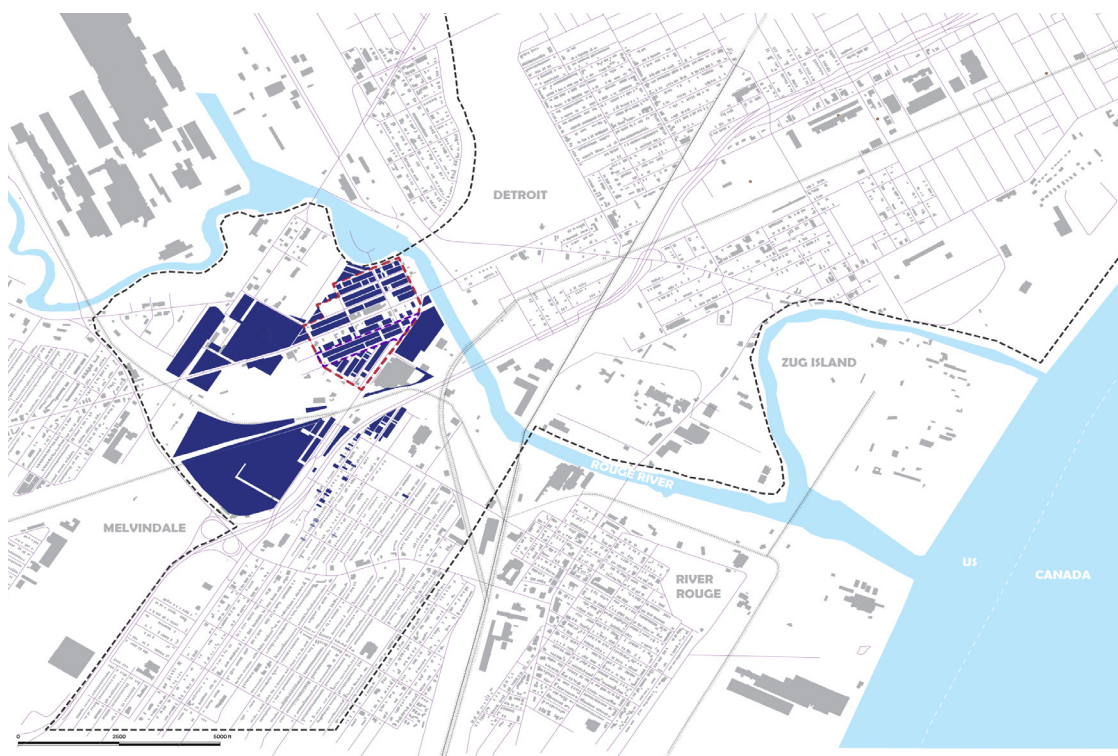 DETROIT
ZUG ISLAND
ROUGE RIVER
MELVINDALE
RIVER
ROUGE
US
CANADA
0
2500
5000 ft